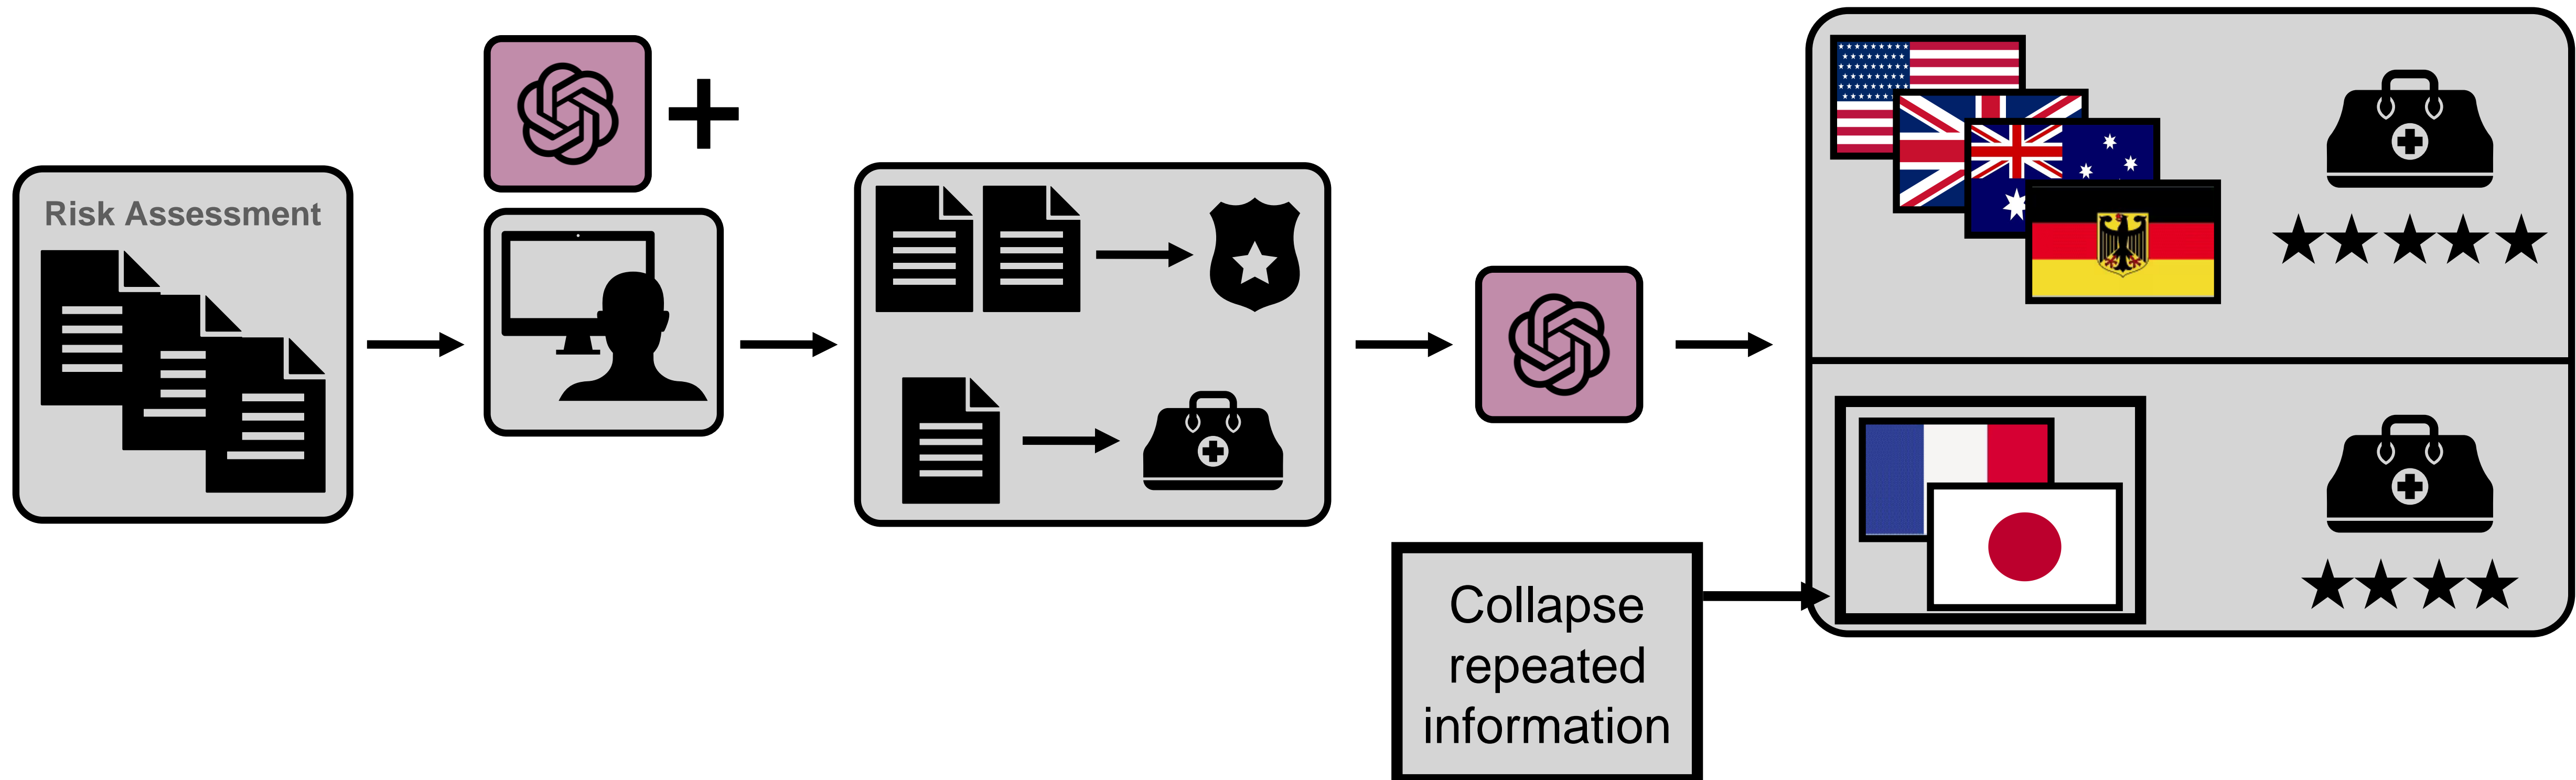 Risk Assessment
Collapse
repeated
information